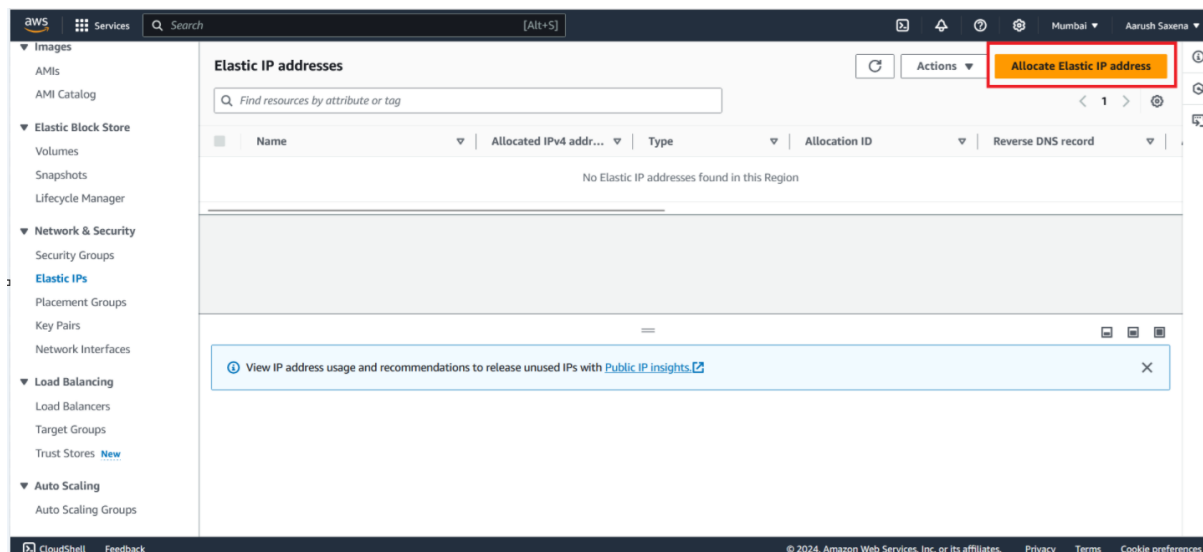 aws Services Search [Alt+S] Mumbai Aarush Saxena
Images
AMIs
AMI Catalog
Elastic Block Store
Volumes
Snapshots
Lifecycle Manager
Network & Security
Security Groups
Elastic IPs
Placement Groups
Key Pairs
Network Interfaces
Load Balancing
Load Balancers
Target Groups
Trust Stores New
Auto Scaling
Auto Scaling Groups
Elastic IP addresses Actions Allocate Elastic IP address
Find resources by attribute or tag 1
Name Allocated IPv4 addr... Type Allocation ID Reverse DNS record
No Elastic IP addresses found in this Region
View IP address usage and recommendations to release unused IPs with Public IP insights.
CloudShell Feedback © 2024, Amazon Web Services, Inc. or its affiliates. Privacy Terms Cookie preferences